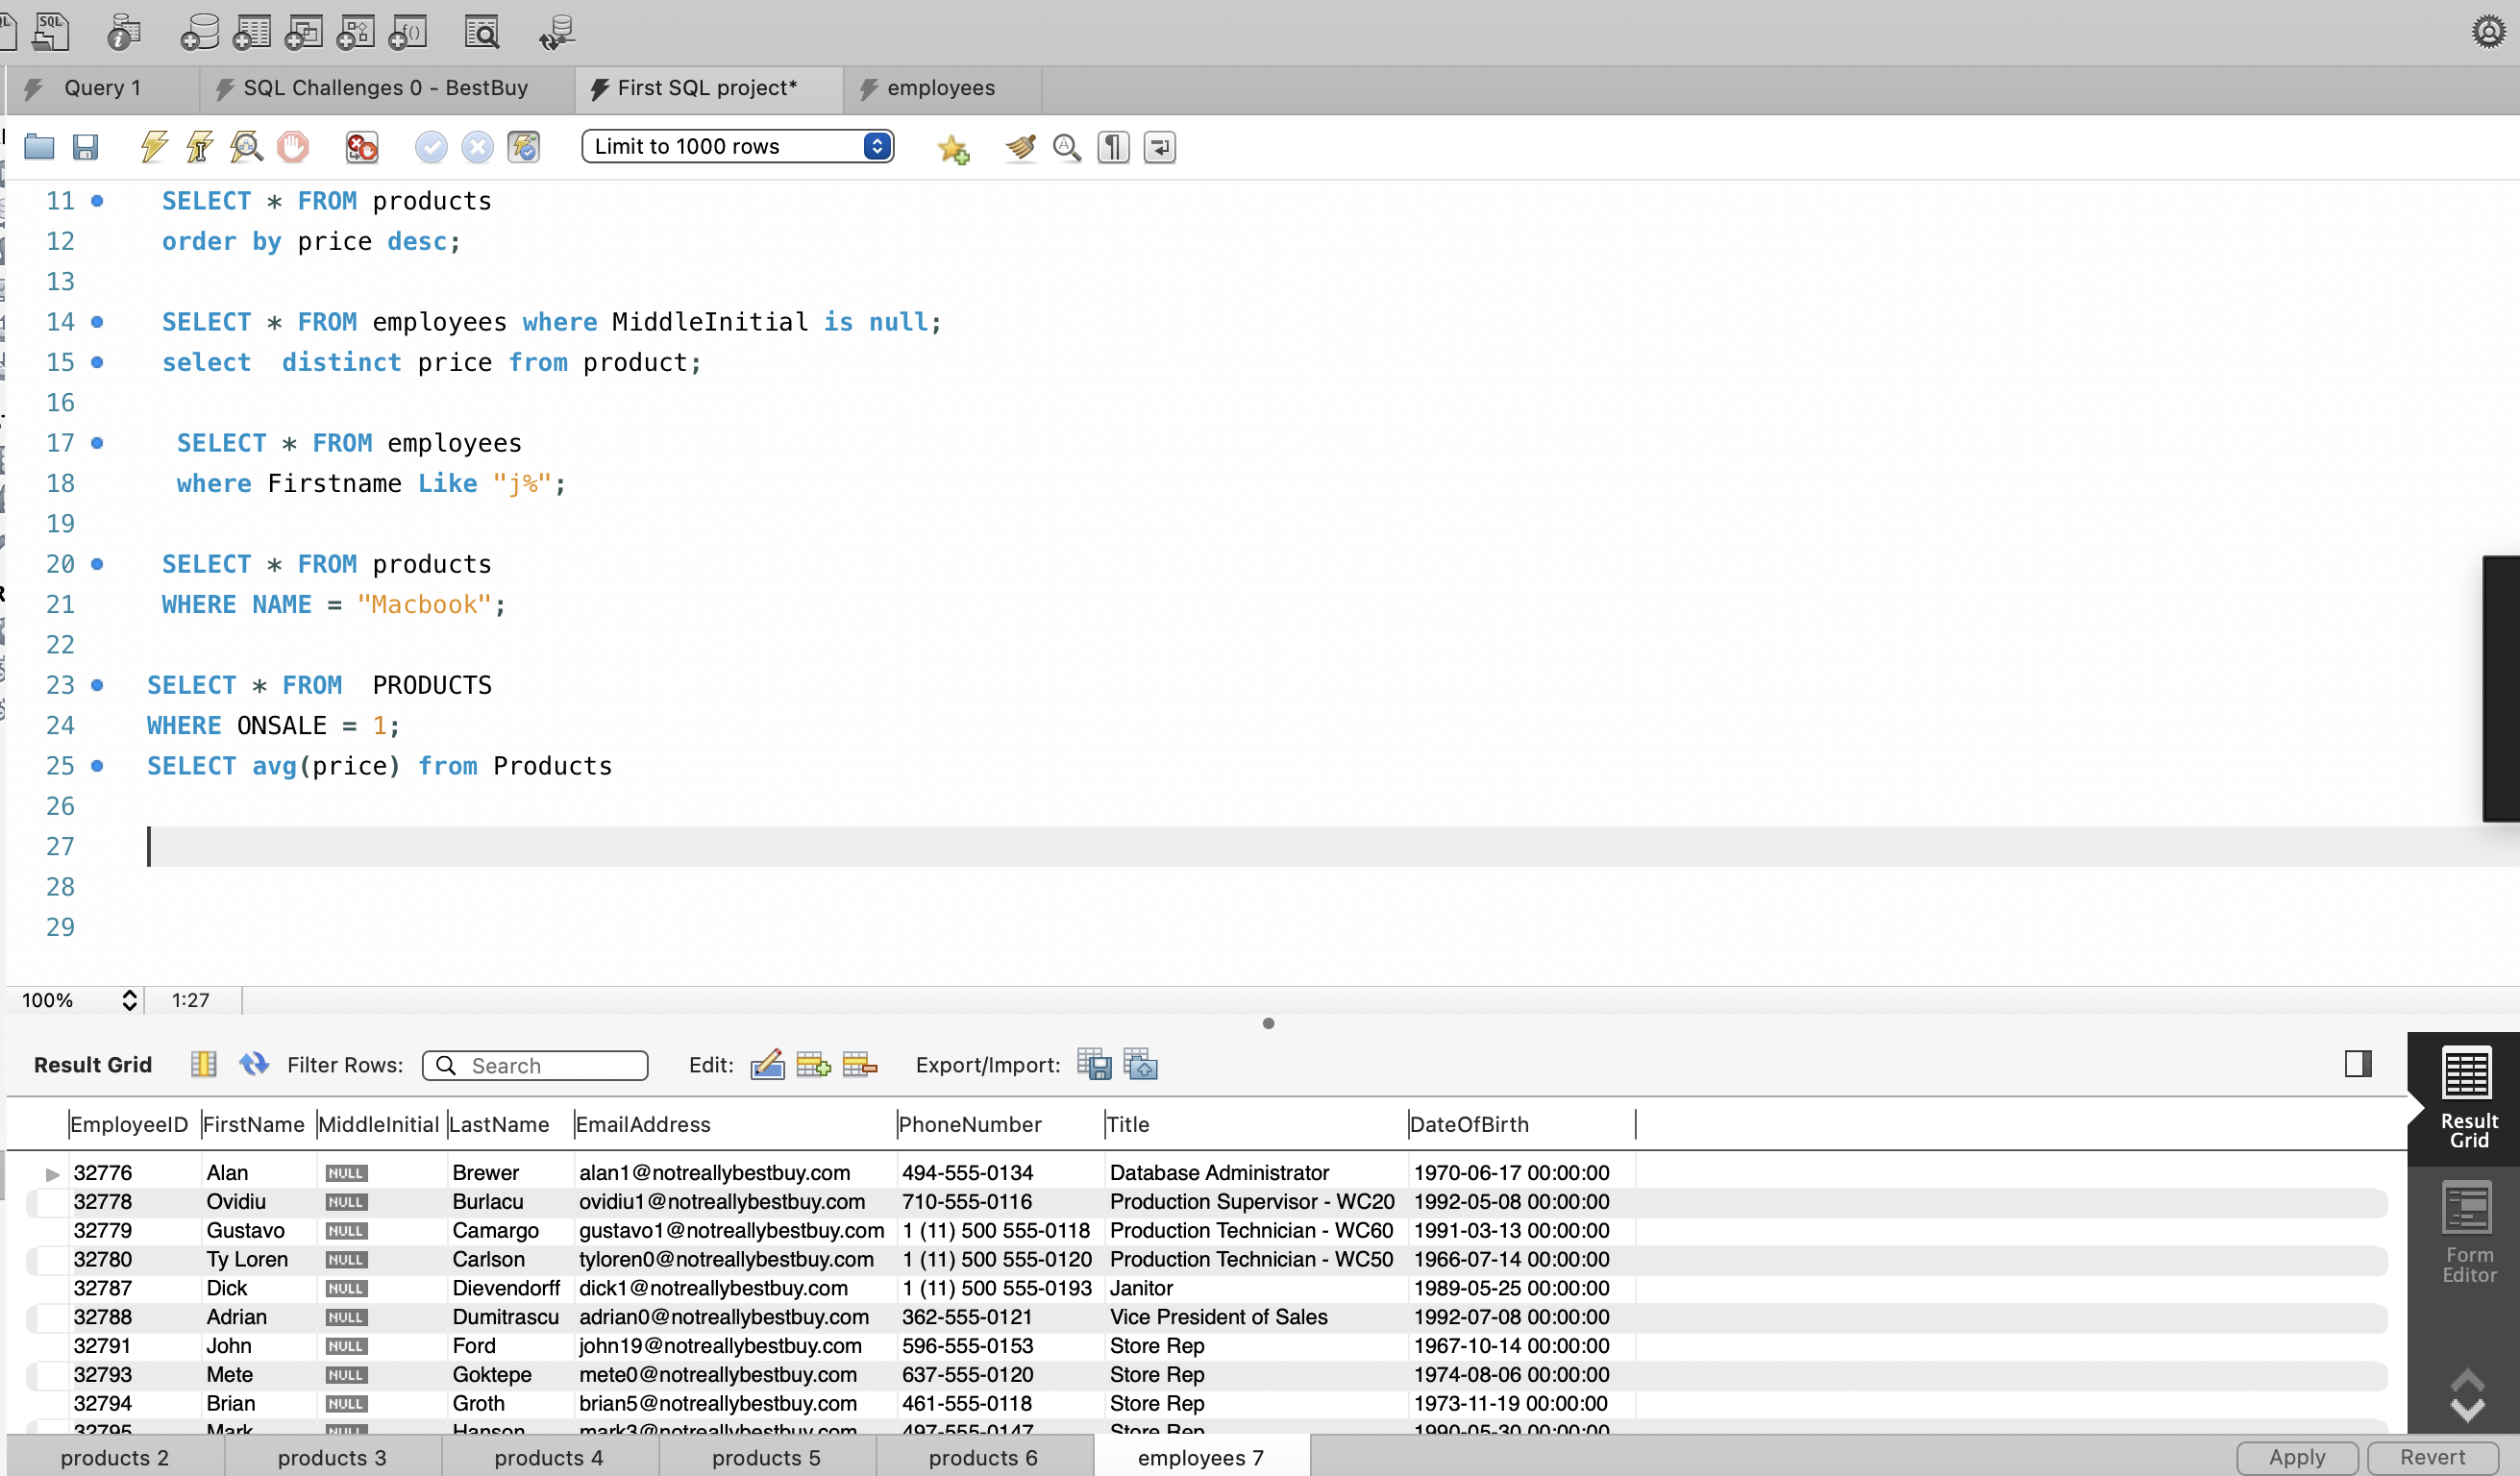 SQL
Query 1
SQL Challenges 0 - BestBuy
First SQL project*
employees
Limit to 1000 rows
11 SELECT * FROM products
12 order by price desc;
13
14 SELECT * FROM employees where MiddleInitial is null;
15 select  distinct price from product;
16
17 SELECT * FROM employees
18 where Firstname Like "j%";
19
20 SELECT * FROM products
21 WHERE NAME = "Macbook";
22
23 SELECT * FROM  PRODUCTS
24 WHERE ONSALE = 1;
25 SELECT avg(price) from Products
26
27
28
29
100% 1:27
Result Grid Filter Rows: Search Edit: Export/Import:
EmployeeID FirstName MiddleInitial LastName EmailAddress PhoneNumber Title DateOfBirth
32776 Alan NULL Brewer alan1@notreallybestbuy.com 494-555-0134 Database Administrator 1970-06-17 00:00:00
32778 Ovidiu NULL Burlacu ovidiu1@notreallybestbuy.com 710-555-0116 Production Supervisor - WC20 1992-05-08 00:00:00
32779 Gustavo NULL Camargo gustavo1@notreallybestbuy.com 1 (11) 500 555-0118 Production Technician - WC60 1991-03-13 00:00:00
32780 Ty Loren NULL Carlson tyloren0@notreallybestbuy.com 1 (11) 500 555-0120 Production Technician - WC50 1966-07-14 00:00:00
32787 Dick NULL Dievendorff dick1@notreallybestbuy.com 1 (11) 500 555-0193 Janitor 1989-05-25 00:00:00
32788 Adrian NULL Dumitrascu adrian0@notreallybestbuy.com 362-555-0121 Vice President of Sales 1992-07-08 00:00:00
32791 John NULL Ford john19@notreallybestbuy.com 596-555-0153 Store Rep 1967-10-14 00:00:00
32793 Mete NULL Goktepe mete0@notreallybestbuy.com 637-555-0120 Store Rep 1974-08-06 00:00:00
32794 Brian NULL Groth brian5@notreallybestbuy.com 461-555-0118 Store Rep 1973-11-19 00:00:00
32795 Mark NULL Hanson mark3@notreallybestbuy.com 497-555-0147 Store Rep 1990-05-30 00:00:00
Result
Grid
Form
Editor
products 2
products 3
products 4
products 5
products 6
employees 7
Apply
Revert